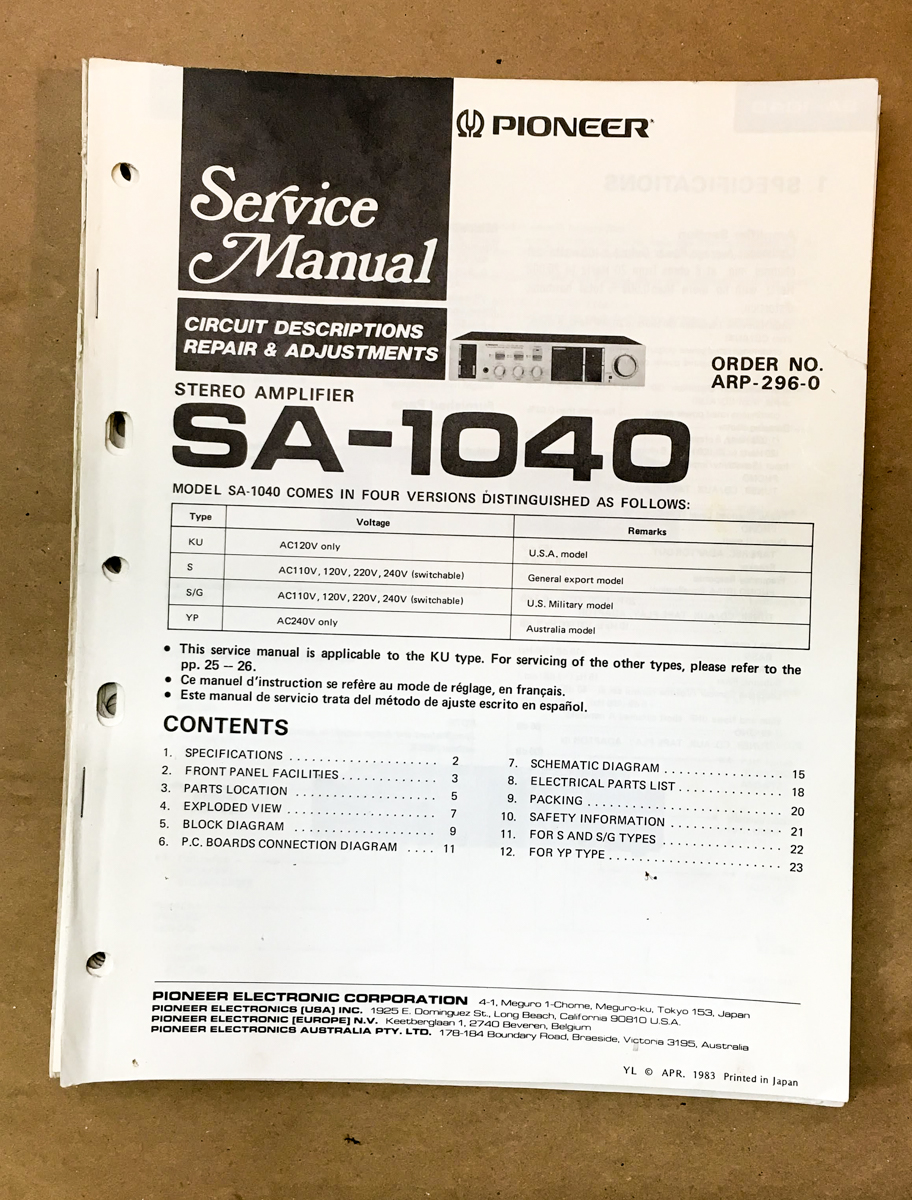 PIONEER
Service
Manual
CIRCUIT DESCRIPTIONS
REPAIR & ADJUSTMENTS
ORDER NO.
ARP-296-0
STEREO AMPLIFIER
SA-1040
MODEL SA-1040 COMES IN FOUR VERSIONS DISTINGUISHED AS FOLLOWS:
Type Voltage Remarks
KU AC120V only U.S.A. model
S AC110V, 120V, 220V, 240V (switchable) General export model
S/G AC110V, 120V, 220V, 240V (switchable) U.S. Military model
YP AC240V only Australia model
• This service manual is applicable to the KU type. For servicing of the other types, please refer to the
pp. 25 – 26.
• Ce manuel d'instruction se refère au mode de réglage, en français.
• Este manual de servicio trata del método de ajuste escrito en español.
CONTENTS
1. SPECIFICATIONS . . . . . . . . . . . . . . . . . . . . 2
2. FRONT PANEL FACILITIES . . . . . . . . . . . . . 3
3. PARTS LOCATION . . . . . . . . . . . . . . . . . . . 5
4. EXPLODED VIEW . . . . . . . . . . . . . . . . . . . . 7
5. BLOCK DIAGRAM . . . . . . . . . . . . . . . . . . . 9
6. P.C. BOARDS CONNECTION DIAGRAM . . . . 11
7. SCHEMATIC DIAGRAM . . . . . . . . . . . . . . . . 15
8. ELECTRICAL PARTS LIST . . . . . . . . . . . . . . 18
9. PACKING . . . . . . . . . . . . . . . . . . . . . . . . . . 20
10. SAFETY INFORMATION . . . . . . . . . . . . . . . 21
11. FOR S AND S/G TYPES . . . . . . . . . . . . . . . . 22
12. FOR YP TYPE . . . . . . . . . . . . . . . . . . . . . . . 23
PIONEER ELECTRONIC CORPORATION 4-1, Meguro 1-Chome, Meguro-ku, Tokyo 153, Japan
PIONEER ELECTRONICS [USA] INC. 1925 E. Dominguez St., Long Beach, California 90810 U.S.A.
PIONEER ELECTRONIC [EUROPE] N.V. Keetberglaan 1, 2740 Beveren, Belgium
PIONEER ELECTRONICS AUSTRALIA PTY. LTD. 178-184 Boundary Road, Braeside, Victoria 3195, Australia
YL © APR. 1983 Printed in Japan